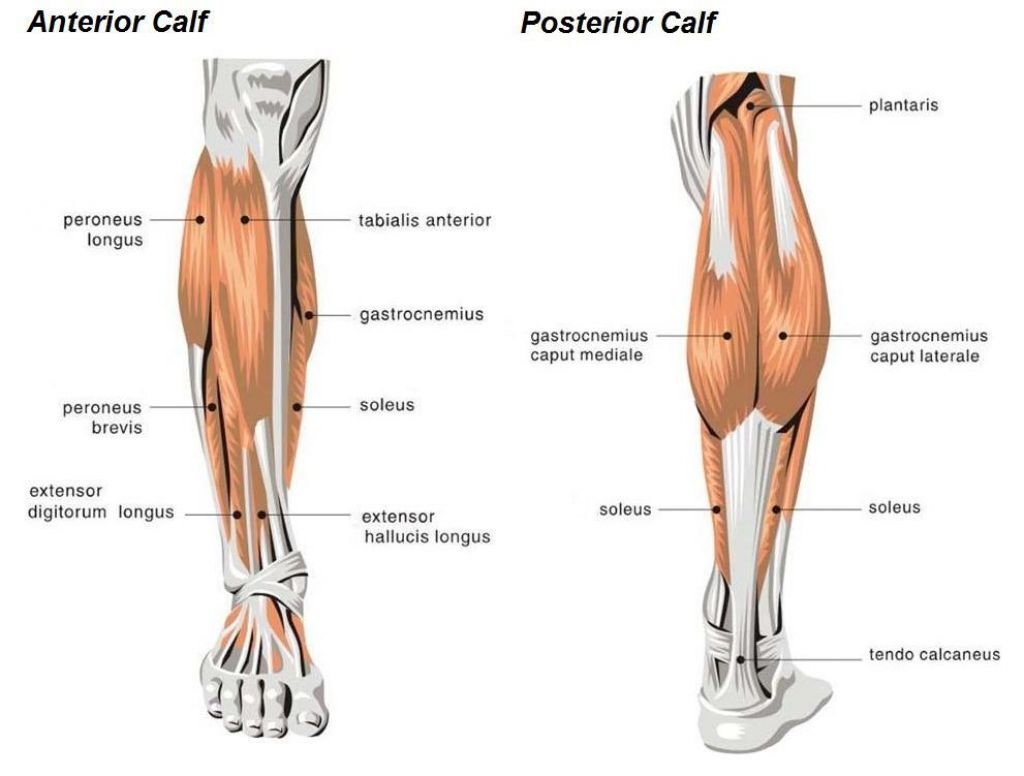 Anterior Calf
peroneus
longus
tabialis anterior
gastrocnemius
peroneus
brevis
soleus
extensor
digitorum longus
extensor
hallucis longus
Posterior Calf
plantaris
gastrocnemius
caput mediale
gastrocnemius
caput laterale
soleus
soleus
tendo calcaneus